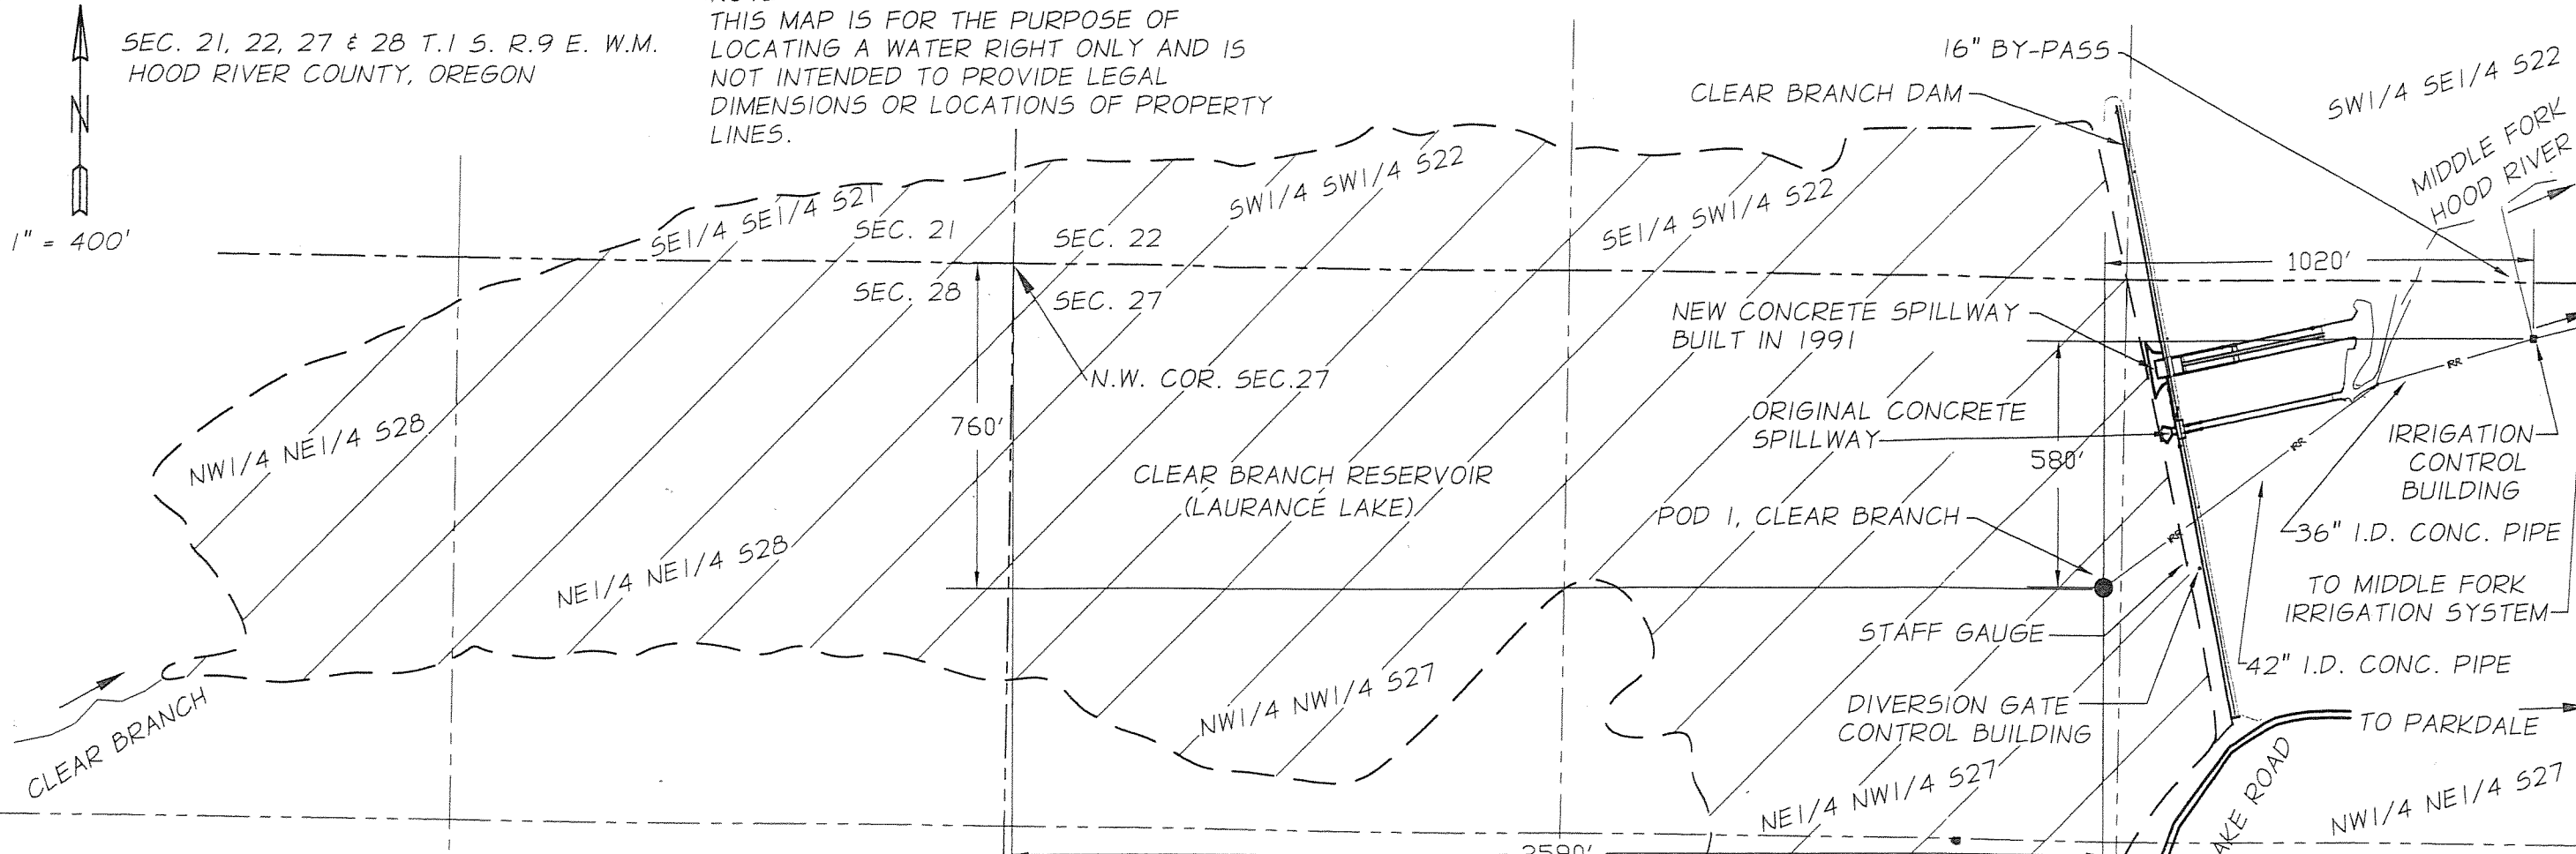 SEC. 21, 22, 27 & 28 T.1 S. R.9 E. W.M.
HOOD RIVER COUNTY, OREGON
N
1" = 400'
THIS MAP IS FOR THE PURPOSE OF
LOCATING A WATER RIGHT ONLY AND IS
NOT INTENDED TO PROVIDE LEGAL
DIMENSIONS OR LOCATIONS OF PROPERTY
LINES.
16" BY-PASS
CLEAR BRANCH DAM
SW1/4 SE1/4 S22
MIDDLE FORK
HOOD RIVER
SE1/4 SE1/4 S21
SW1/4 SW1/4 S22
SE1/4 SW1/4 S22
SEC. 21
SEC. 22
SEC. 28
SEC. 27
1020'
NEW CONCRETE SPILLWAY
BUILT IN 1991
N.W. COR. SEC.27
760'
NW1/4 NE1/4 S28
ORIGINAL CONCRETE
SPILLWAY
580'
RR
RR
RR
IRRIGATION
CONTROL
BUILDING
CLEAR BRANCH RESERVOIR
(LAURANCE LAKE)
POD 1, CLEAR BRANCH
36" I.D. CONC. PIPE
NE1/4 NE1/4 S28
TO MIDDLE FORK
IRRIGATION SYSTEM
STAFF GAUGE
42" I.D. CONC. PIPE
NW1/4 NW1/4 S27
DIVERSION GATE
CONTROL BUILDING
TO PARKDALE
CLEAR BRANCH
NE1/4 NW1/4 S27
ROAD
NW1/4 NE1/4 S27
2590'